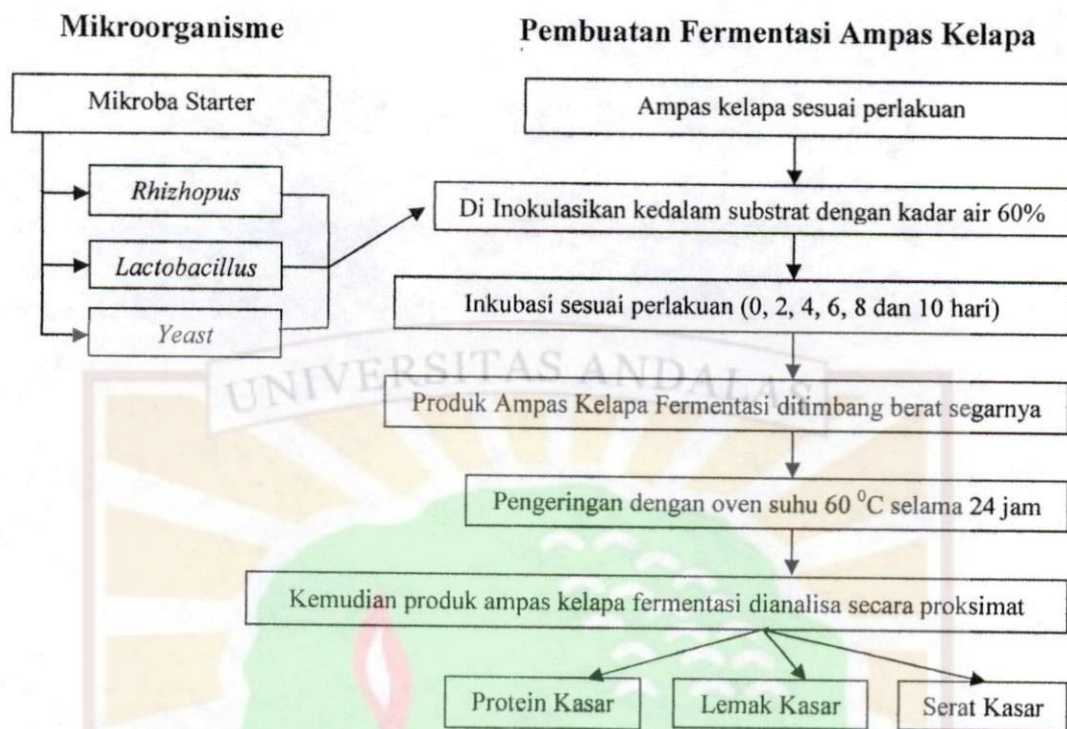 Mikroorganisme
Mikroba Starter
Rhizhopus
Lactobacillus
Yeast
Pembuatan Fermentasi Ampas Kelapa
Ampas kelapa sesuai perlakuan
Di Inokulasikan kedalam substrat dengan kadar air 60%
Inkubasi sesuai perlakuan (0, 2, 4, 6, 8 dan 10 hari)
UNIVERSITAS ANDALAS
Produk Ampas Kelapa Fermentasi ditimbang berat segarnya
Pengeringan dengan oven suhu 60 ⁰C selama 24 jam
Kemudian produk ampas kelapa fermentasi dianalisa secara proksimat
Protein Kasar
Lemak Kasar
Serat Kasar